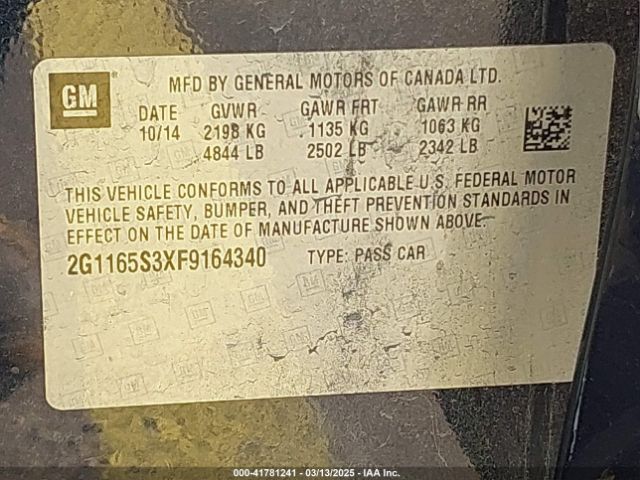 GM
MFD BY GENERAL MOTORS OF CANADA LTD.
DATE GVWR GAWR FRT GAWR RR
10/14 2198 KG 1135 KG 1063 KG
4844 LB 2502 LB 2342 LB
THIS VEHICLE CONFORMS TO ALL APPLICABLE U.S. FEDERAL MOTOR
VEHICLE SAFETY, BUMPER, AND THEFT PREVENTION STANDARDS IN
EFFECT ON THE DATE OF MANUFACTURE SHOWN ABOVE.
2G1165S3XF9164340 TYPE: PASS CAR
000-41781241 - 03/13/2025 - IAA Inc.